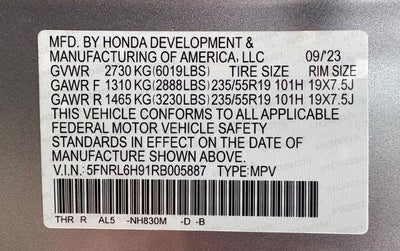 MFD. BY HONDA DEVELOPMENT &
MANUFACTURING OF AMERICA, LLC 09/'23
GVWR 2730 KG(6019LBS) TIRE SIZE RIM SIZE
GAWR F 1310 KG(2888LBS) 235/55R19 101H 19X7.5J
GAWR R 1465 KG(3230LBS) 235/55R19 101H 19X7.5J
THIS VEHICLE CONFORMS TO ALL APPLICABLE
FEDERAL MOTOR VEHICLE SAFETY
STANDARDS IN EFFECT ON THE DATE OF
MANUFACTURE SHOWN ABOVE.
V.I.N:5FNRL6H91RB005887 TYPE:MPV
THR R AL5 -NH830M -D -B